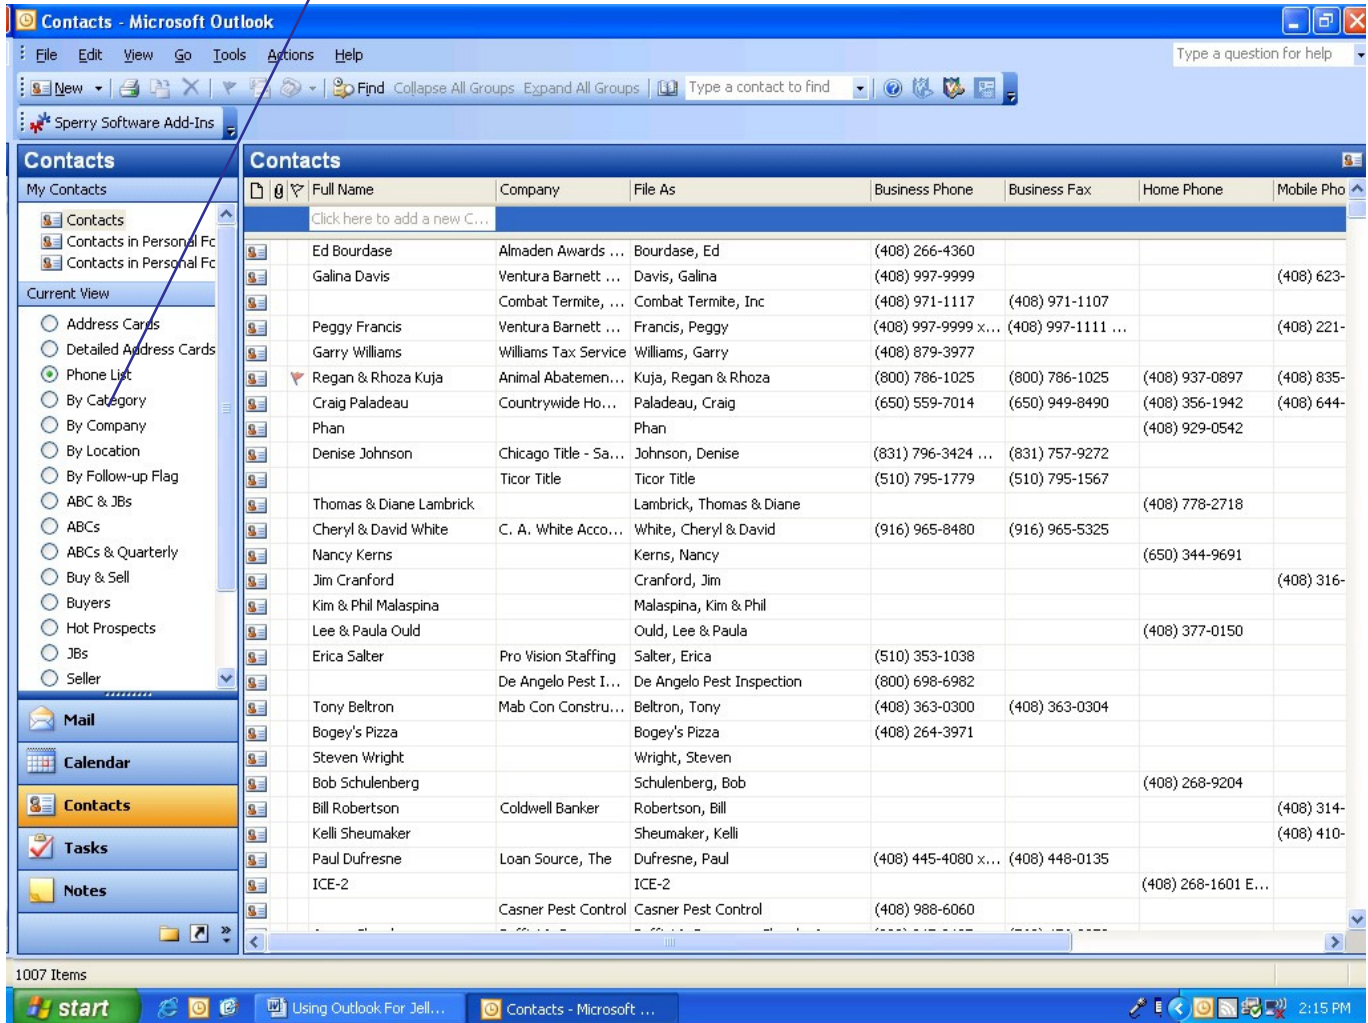 Contacts - Microsoft Outlook
File Edit View Go Tools Actions Help Type a question for help
New Find Collapse All Groups Expand All Groups Type a contact to find
Sperry Software Add-Ins
Contacts
My Contacts
Contacts
Contacts in Personal Fc
Contacts in Personal Fc
Current View
Address Cards
Detailed Address Cards
Phone List
By Category
By Company
By Location
By Follow-up Flag
ABC & JBs
ABCs
ABCs & Quarterly
Buy & Sell
Buyers
Hot Prospects
JBs
Seller
Mail
Calendar
Contacts
Tasks
Notes
Contacts
Full Name Company File As Business Phone Business Fax Home Phone Mobile Pho
Click here to add a new C...
Ed Bourdase Almaden Awards ... Bourdase, Ed (408) 266-4360
Galina Davis Ventura Barnett ... Davis, Galina (408) 997-9999 (408) 623-
Combat Termite, ... Combat Termite, Inc (408) 971-1117 (408) 971-1107
Peggy Francis Ventura Barnett ... Francis, Peggy (408) 997-9999 x... (408) 997-1111 ... (408) 221-
Garry Williams Williams Tax Service Williams, Garry (408) 879-3977
Regan & Rhoza Kuja Animal Abatemen... Kuja, Regan & Rhoza (800) 786-1025 (800) 786-1025 (408) 937-0897 (408) 835-
Craig Paladeau Countrywide Ho... Paladeau, Craig (650) 559-7014 (650) 949-8490 (408) 356-1942 (408) 644-
Phan Phan (408) 929-0542
Denise Johnson Chicago Title - Sa... Johnson, Denise (831) 796-3424 ... (831) 757-9272
Ticor Title Ticor Title (510) 795-1779 (510) 795-1567
Thomas & Diane Lambrick Lambrick, Thomas & Diane (408) 778-2718
Cheryl & David White C. A. White Acco... White, Cheryl & David (916) 965-8480 (916) 965-5325
Nancy Kerns Kerns, Nancy (650) 344-9691
Jim Cranford Cranford, Jim (408) 316-
Kim & Phil Malaspina Malaspina, Kim & Phil
Lee & Paula Ould Ould, Lee & Paula (408) 377-0150
Erica Salter Pro Vision Staffing Salter, Erica (510) 353-1038
De Angelo Pest I... De Angelo Pest Inspection (800) 698-6982
Tony Beltron Mab Con Constru... Beltron, Tony (408) 363-0300 (408) 363-0304
Bogey's Pizza Bogey's Pizza (408) 264-3971
Steven Wright Wright, Steven
Bob Schulenberg Schulenberg, Bob (408) 268-9204
Bill Robertson Coldwell Banker Robertson, Bill (408) 314-
Kelli Sheumaker Sheumaker, Kelli (408) 410-
Paul Dufresne Loan Source, The Dufresne, Paul (408) 445-4080 x... (408) 448-0135
ICE-2 ICE-2 (408) 268-1601 E...
Casner Pest Control Casner Pest Control (408) 988-6060
1007 Items
start Using Outlook For Jell... Contacts - Microsoft ... 2:15 PM